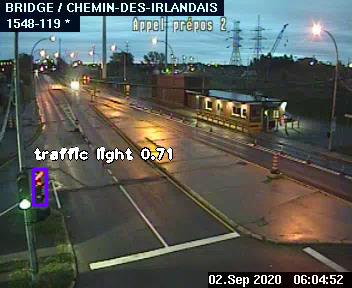 BRIDGE / CHEMIN-DES-IRLANDAIS
1548-119 *
Appel prépos 2
traffic light 0.71
02.Sep 2020 06:04:52